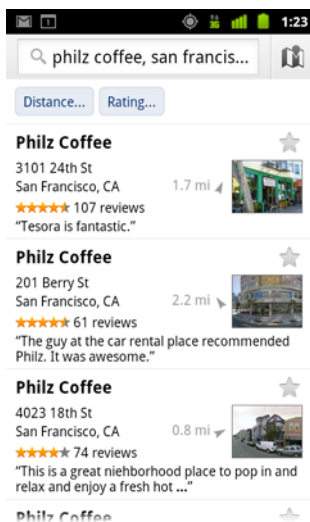 1
1:23
philz coffee, san francis...
Distance...
Rating...
Philz Coffee
3101 24th St
San Francisco, CA
1.7 mi
107 reviews
“Tesora is fantastic.”
Philz Coffee
201 Berry St
San Francisco, CA
2.2 mi
61 reviews
“The guy at the car rental place recommended
Philz. It was awesome.”
Philz Coffee
4023 18th St
San Francisco, CA
0.8 mi
74 reviews
“This is a great niehborhood place to pop in and
relax and enjoy a fresh hot ...”
Philz Coffee